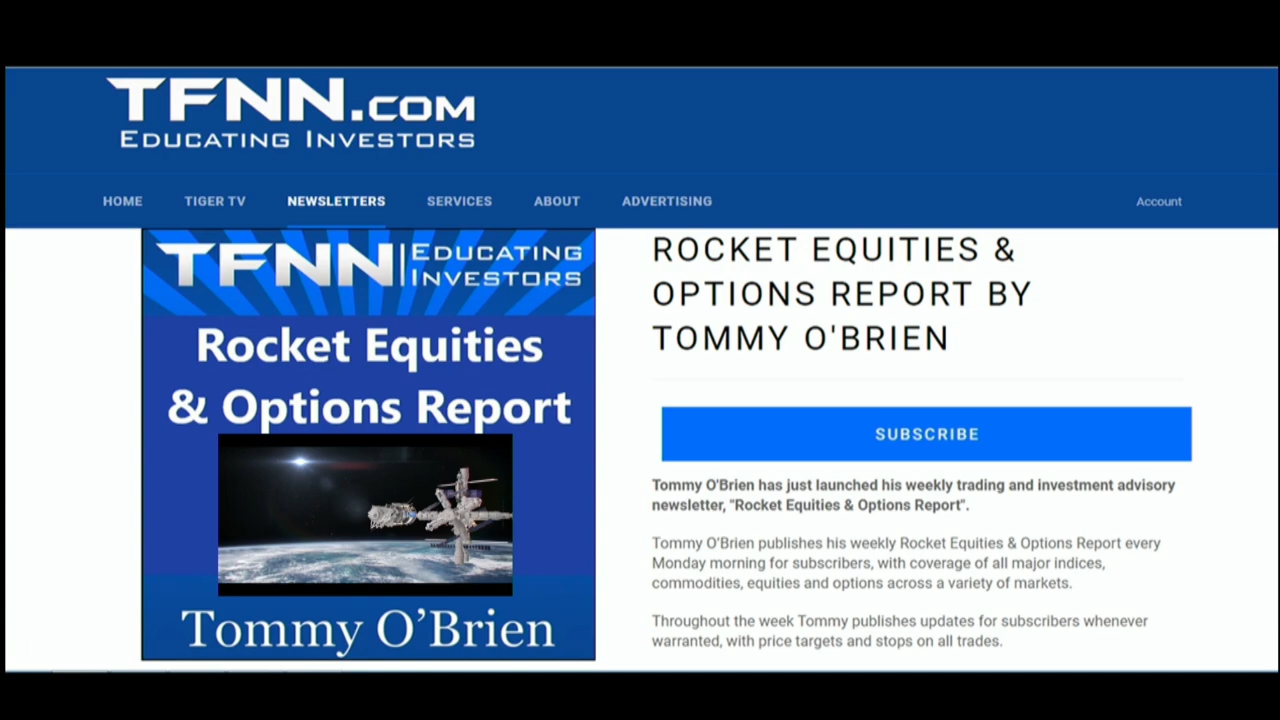 TFNN.COM
EDUCATING INVESTORS
HOME TIGER TV NEWSLETTERS SERVICES ABOUT ADVERTISING Account
TFNN EDUCATING
INVESTORS
Rocket Equities
& Options Report
Tommy O’Brien
ROCKET EQUITIES &
OPTIONS REPORT BY
TOMMY O'BRIEN
SUBSCRIBE
Tommy O'Brien has just launched his weekly trading and investment advisory
newsletter, "Rocket Equities & Options Report".
Tommy O'Brien publishes his weekly Rocket Equities & Options Report every
Monday morning for subscribers, with coverage of all major indices,
commodities, equities and options across a variety of markets.
Throughout the week Tommy publishes updates for subscribers whenever
warranted, with price targets and stops on all trades.